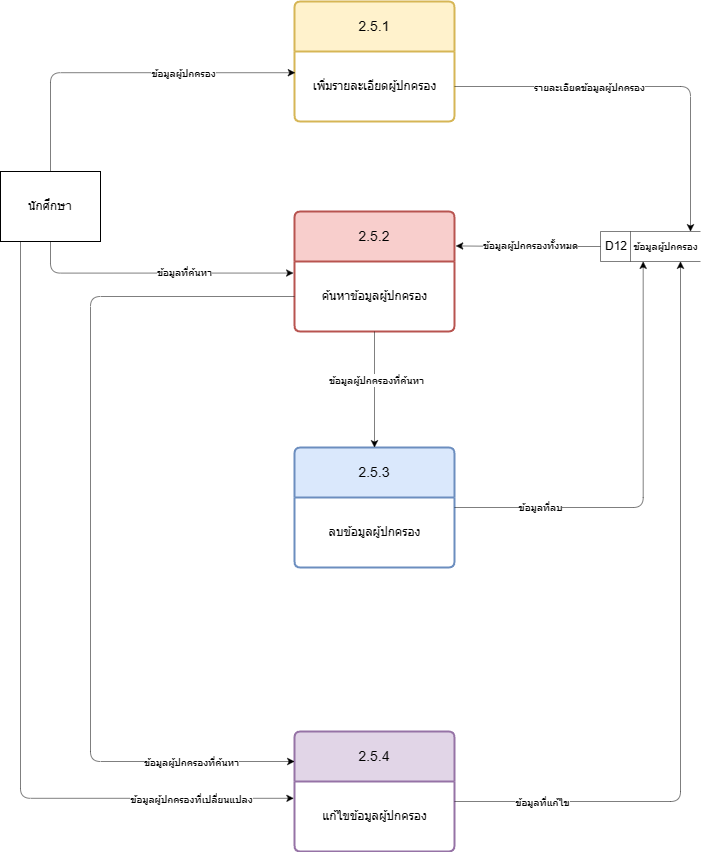 2.5.1
ข้อมูลผู้ปกครอง
เพิ่มรายละเอียดผู้ปกครอง
รายละเอียดข้อมูลผู้ปกครอง
นักศึกษา
2.5.2
ข้อมูลผู้ปกครองทั้งหมด
D12
ข้อมูลผู้ปกครอง
ข้อมูลที่ค้นหา
ค้นหาข้อมูลผู้ปกครอง
ข้อมูลผู้ปกครองที่ค้นหา
2.5.3
ข้อมูลที่ลบ
ลบข้อมูลผู้ปกครอง
2.5.4
ข้อมูลผู้ปกครองที่ค้นหา
ข้อมูลผู้ปกครองที่เปลี่ยนแปลง
ข้อมูลที่แก้ไข
แก้ไขข้อมูลผู้ปกครอง